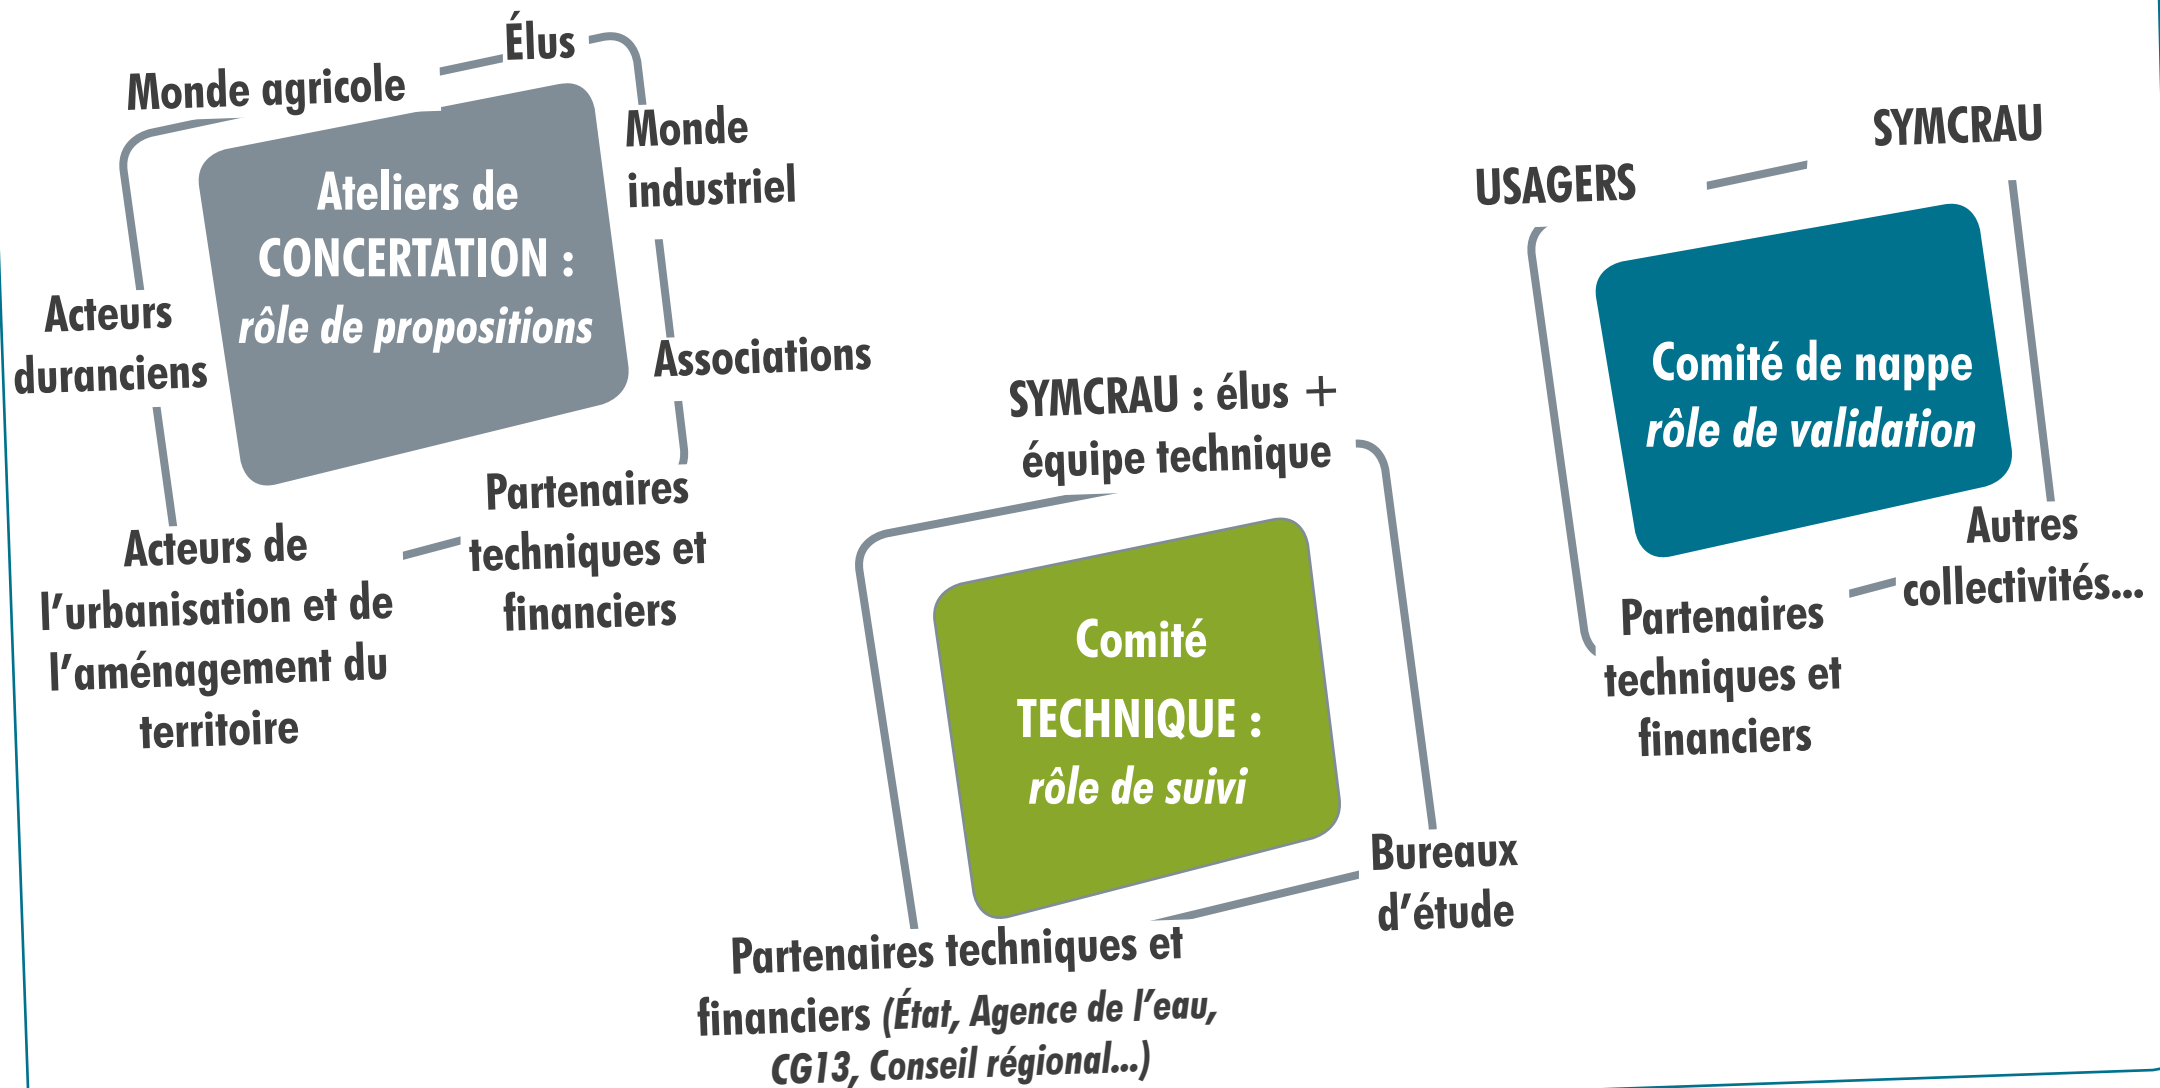 Élus
Monde agricole
Monde
industriel
Ateliers de
CONCERTATION :
rôle de propositions
Acteurs
duranciens
Associations
Partenaires
techniques et
financiers
Acteurs de
l'urbanisation et de
l'aménagement du
territoire
SYMCRAU : élus +
équipe technique
Comité
TECHNIQUE :
rôle de suivi
Bureaux
d'étude
Partenaires techniques et
financiers (État, Agence de l'eau,
CG13, Conseil régional...)
SYMCRAU
USAGERS
Comité de nappe
rôle de validation
Autres
collectivités...
Partenaires
techniques et
financiers